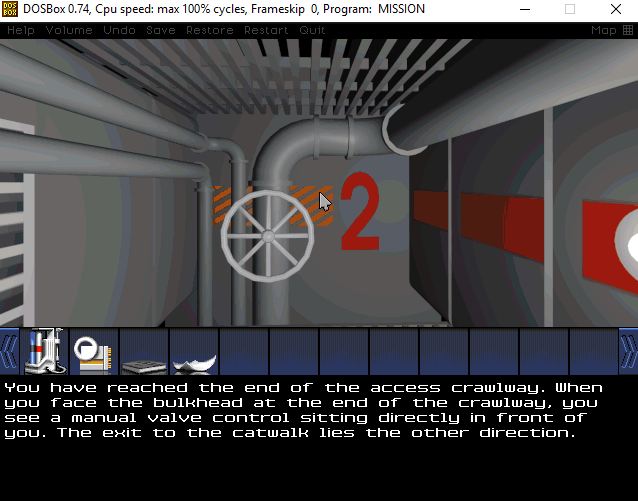 DOS BOX DOSBox 0.74, Cpu speed: max 100% cycles, Frameskip 0, Program: MISSION
Help Volume Undo Save Restore Restart Quit Map
2
You have reached the end of the access crawlway. When
you face the bulkhead at the end of the crawlway, you
see a manual valve control sitting directly in front of
you. The exit to the catwalk lies the other direction.